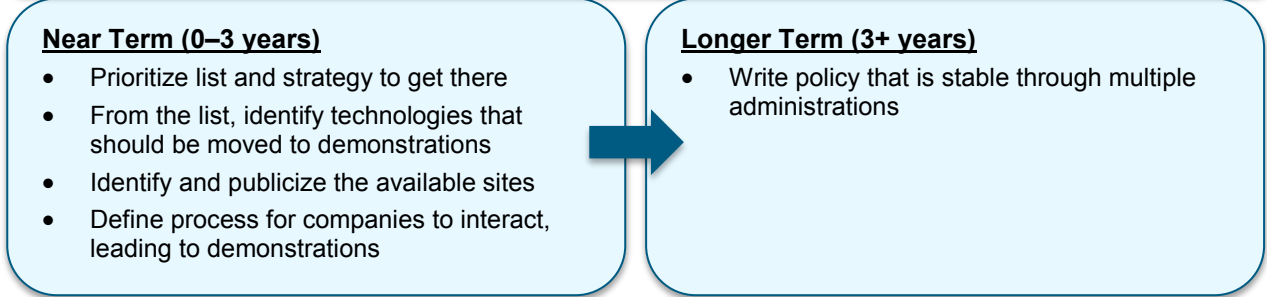 Near Term (0–3 years)
• Prioritize list and strategy to get there
• From the list, identify technologies that
should be moved to demonstrations
• Identify and publicize the available sites
• Define process for companies to interact,
leading to demonstrations
Longer Term (3+ years)
• Write policy that is stable through multiple
administrations